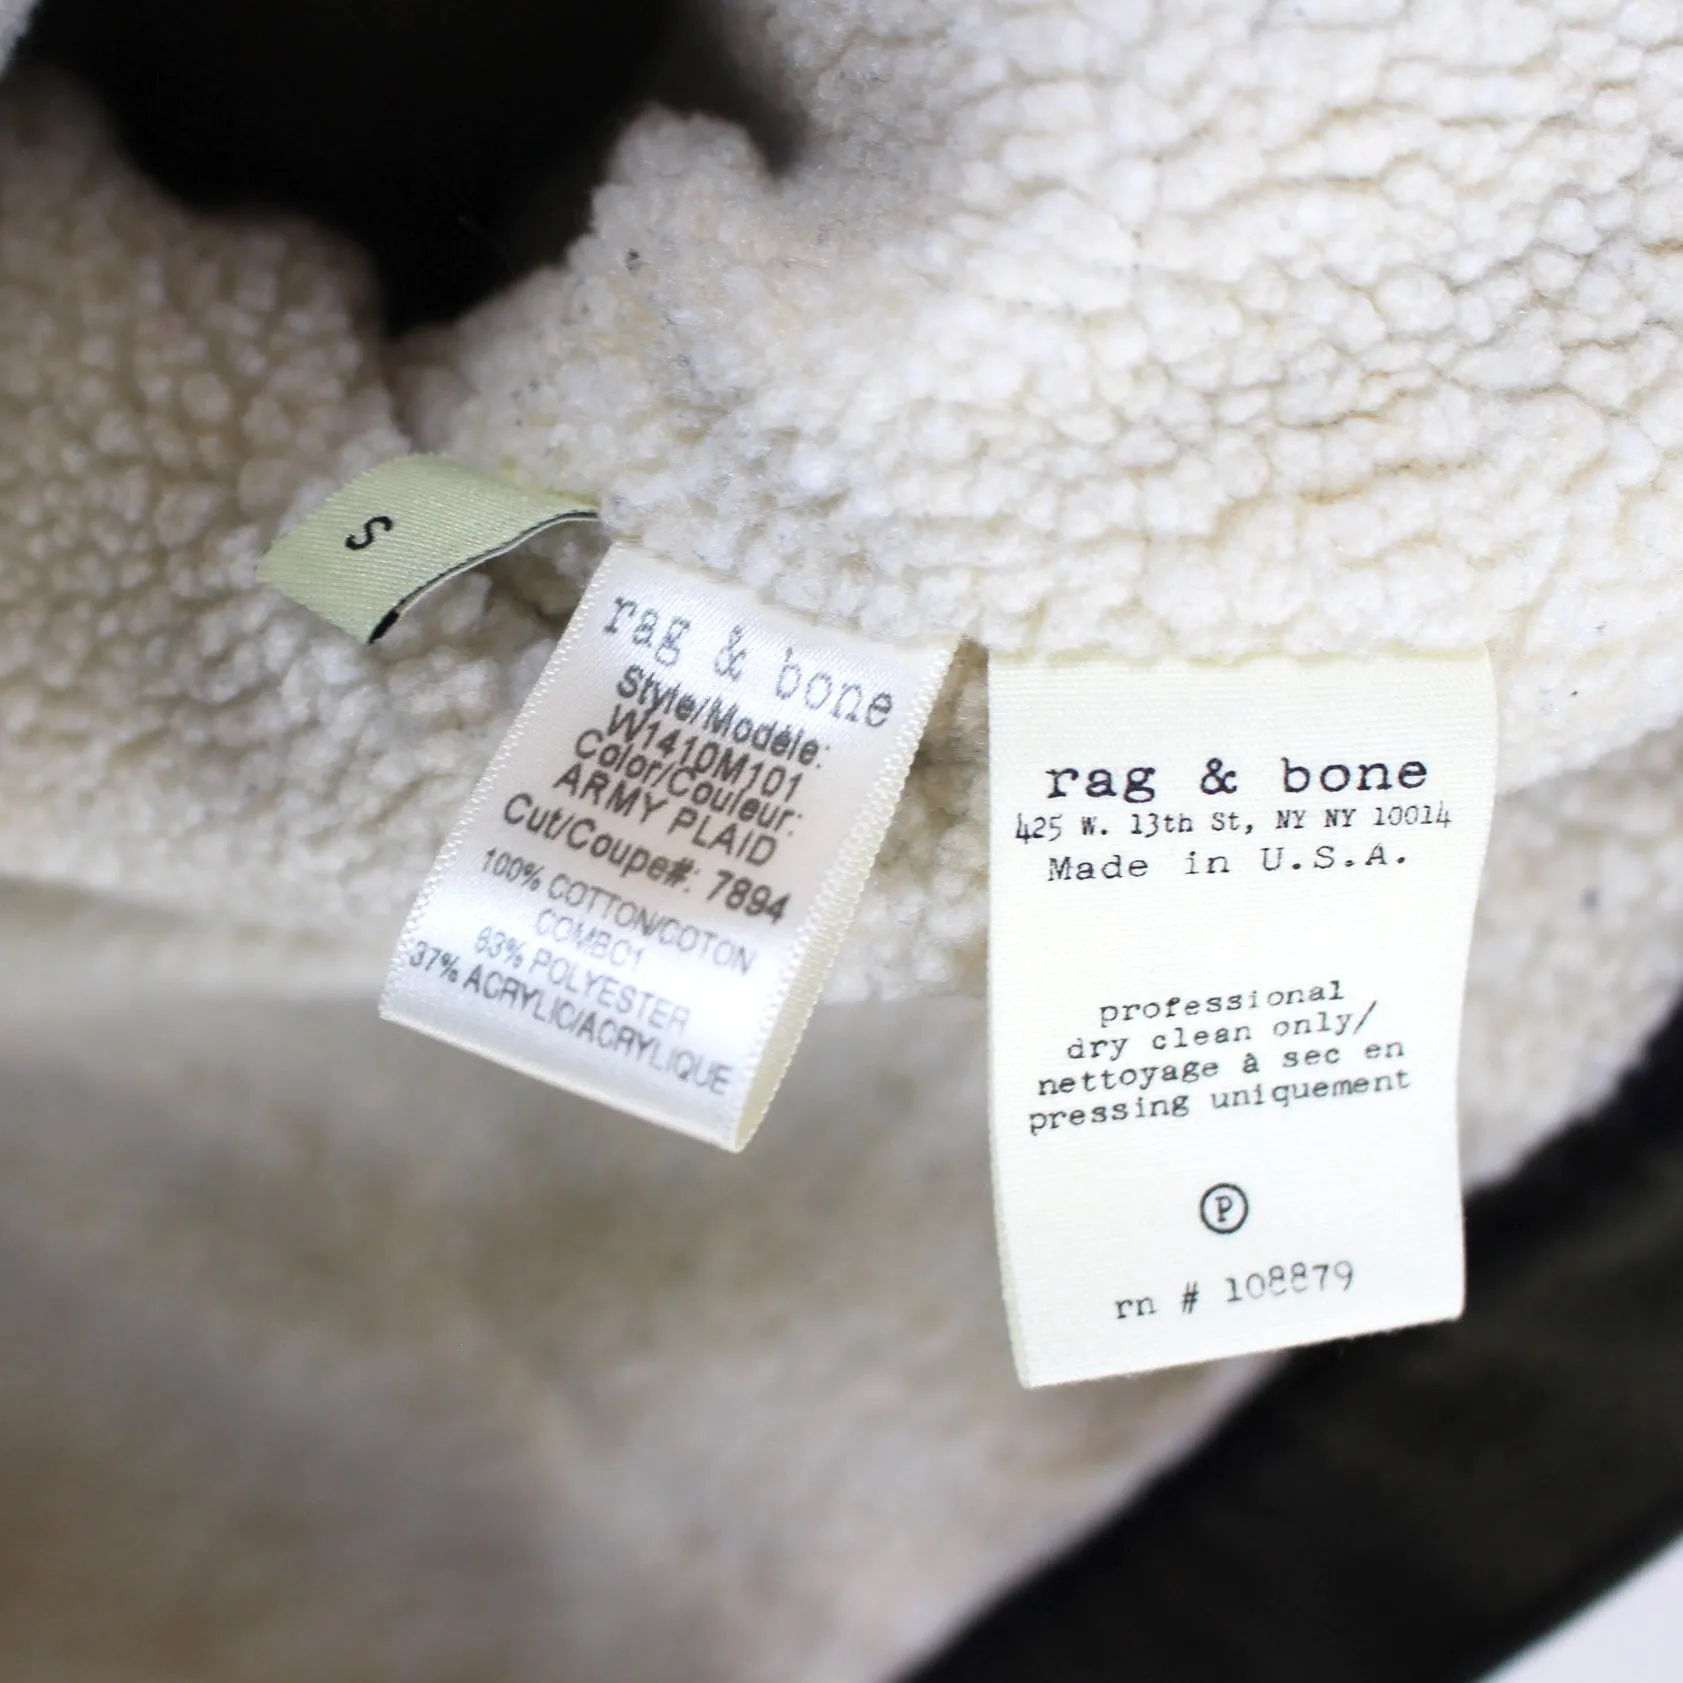 S
rag & bone
Style/Modèle:
W1410M101
Color/Couleur:
ARMY PLAID
Cut/Coupe#: 7894
100% COTTON/COTON
COMBO1
63% POLYESTER
37% ACRYLIC/ACRYLIQUE
rag & bone
425 W. 13th St, NY NY 10014
Made in U.S.A.
professional
dry clean only/
nettoyage à sec en
pressing uniquement
P
rn # 108879